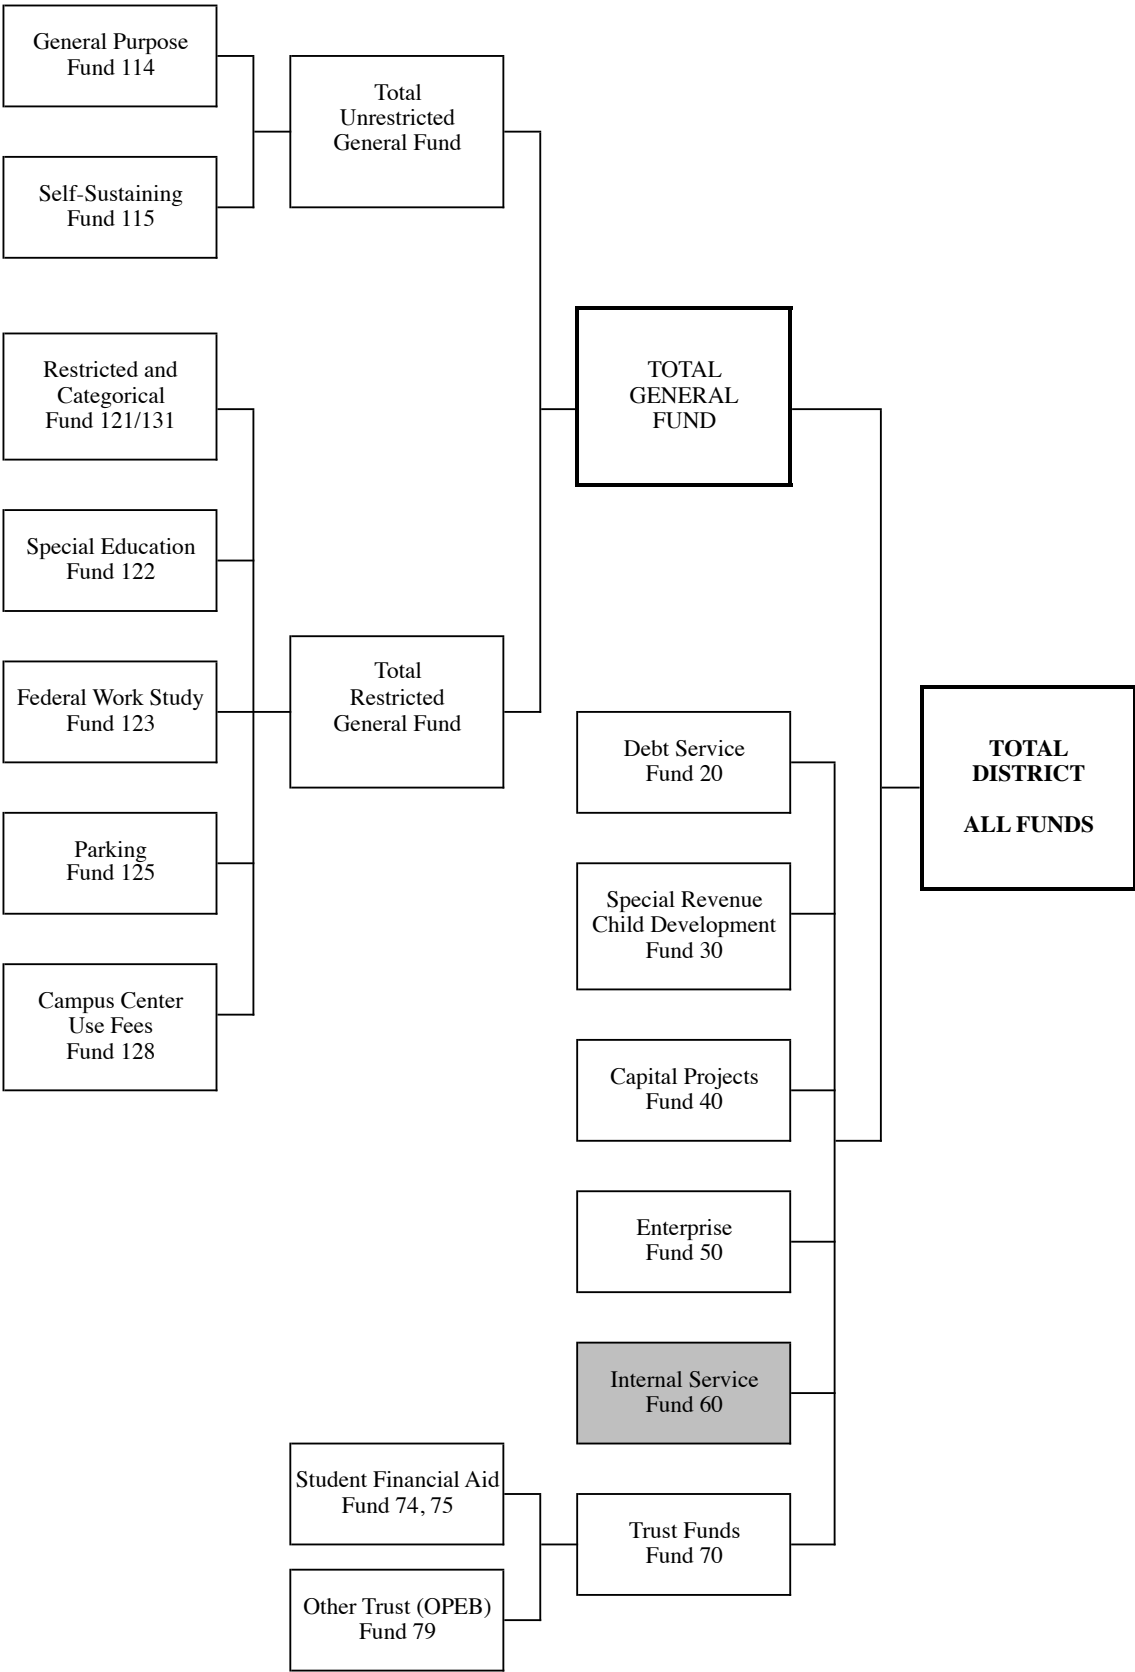 General Purpose
Fund 114
Total
Unrestricted
General Fund
Self-Sustaining
Fund 115
Restricted and
Categorical
Fund 121/131
TOTAL
GENERAL
FUND
Special Education
Fund 122
Federal Work Study
Fund 123
Total
Restricted
General Fund
Debt Service
Fund 20
TOTAL
DISTRICT
ALL FUNDS
Parking
Fund 125
Special Revenue
Child Development
Fund 30
Campus Center
Use Fees
Fund 128
Capital Projects
Fund 40
Enterprise
Fund 50
Internal Service
Fund 60
Student Financial Aid
Fund 74, 75
Trust Funds
Fund 70
Other Trust (OPEB)
Fund 79